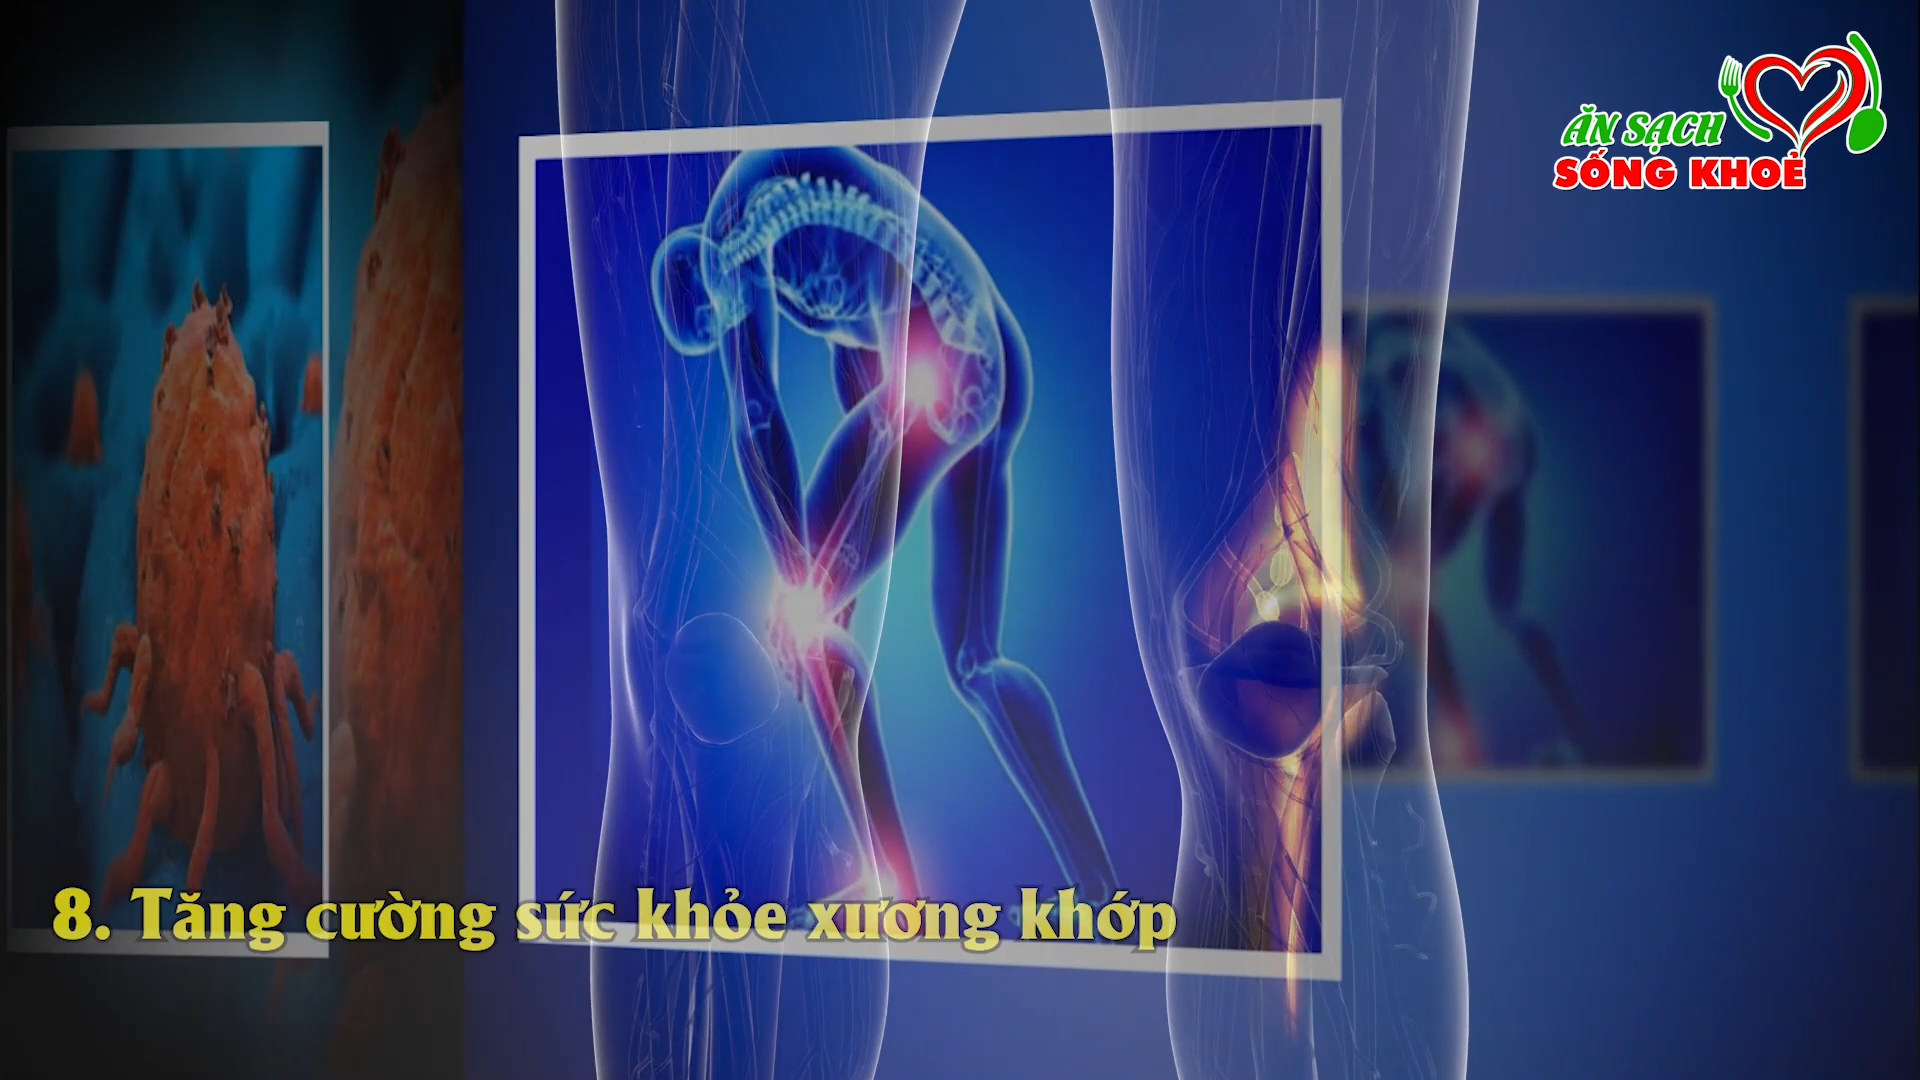 ĂN SẠCH
SỐNG KHOẺ
8. Tăng cường sức khỏe xương khớp